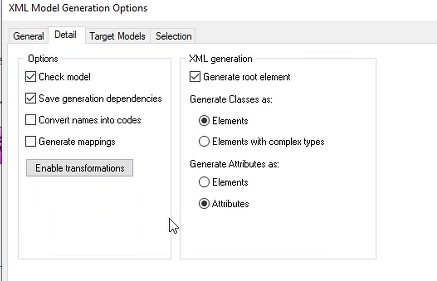 XML Model Generation Options
General
Detail
Target Models
Selection
Options
Check model
Save generation dependencies
Convert names into codes
Generate mappings
Enable transformations
XML generation
Generate root element
Generate Classes as:
Elements
Elements with complex types
Generate Attributes as:
Elements
Attributes